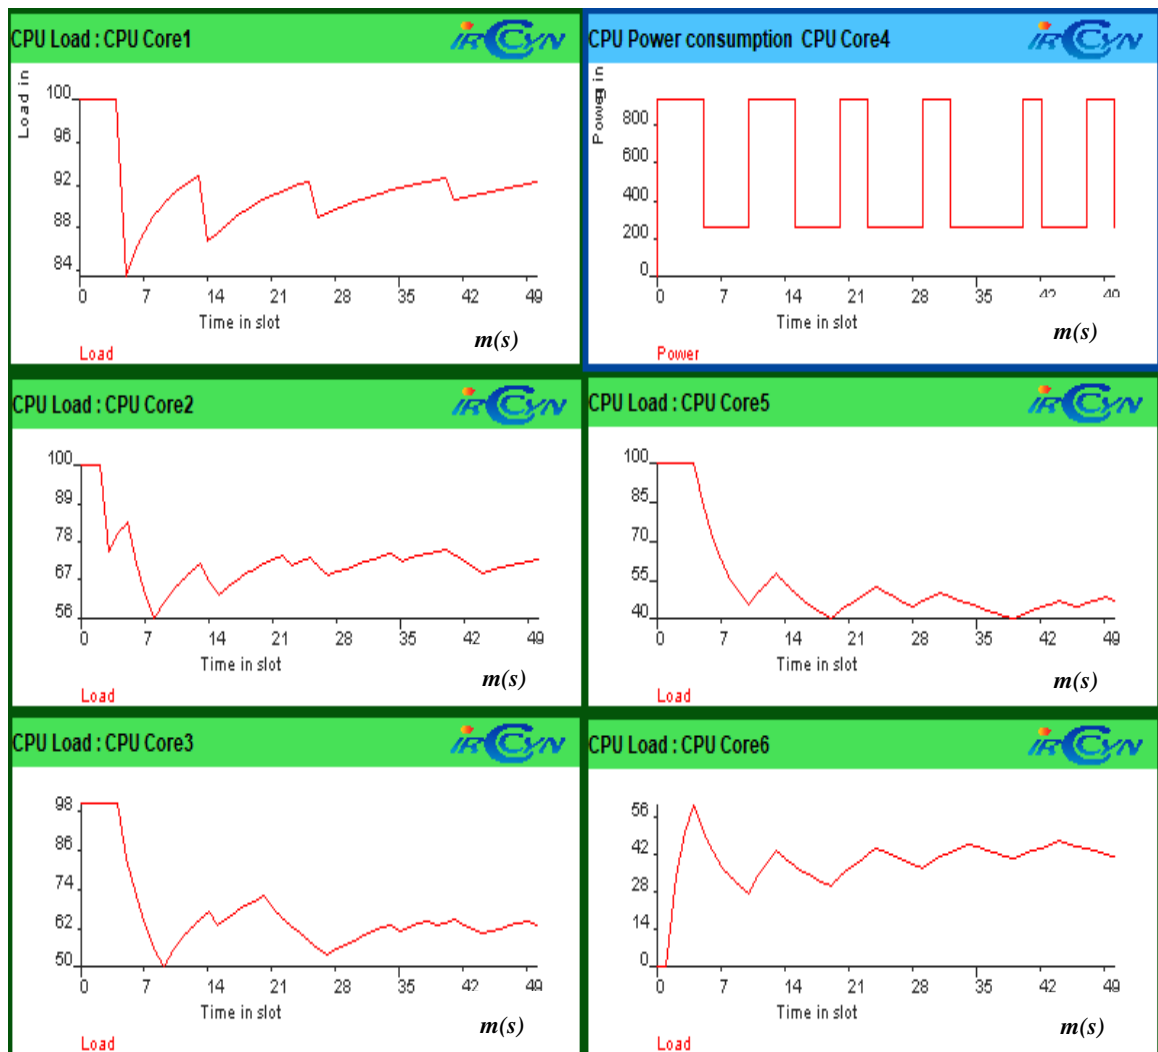 CPU Load : CPU Core1
IRCCyN
Load in
100
96
92
88
84
0 7 14 21 28 35 42 49
Time in slot
m(s)
Load
CPU Power consumption CPU Core4
IRCCyN
800
600
400
200
0
0 7 14 21 28 35 42 49
Time in slot
m(s)
Power
CPU Load : CPU Core2
IRCCyN
100
89
78
67
56
0 7 14 21 28 35 42 49
Time in slot
m(s)
Load
CPU Load : CPU Core5
IRCCyN
100
85
70
55
40
0 7 14 21 28 35 42 49
Time in slot
m(s)
Load
CPU Load : CPU Core3
IRCCyN
98
86
74
62
50
0 7 14 21 28 35 42 49
Time in slot
m(s)
Load
CPU Load : CPU Core6
IRCCyN
56
42
28
14
0
0 7 14 21 28 35 42 49
Time in slot
m(s)
Load